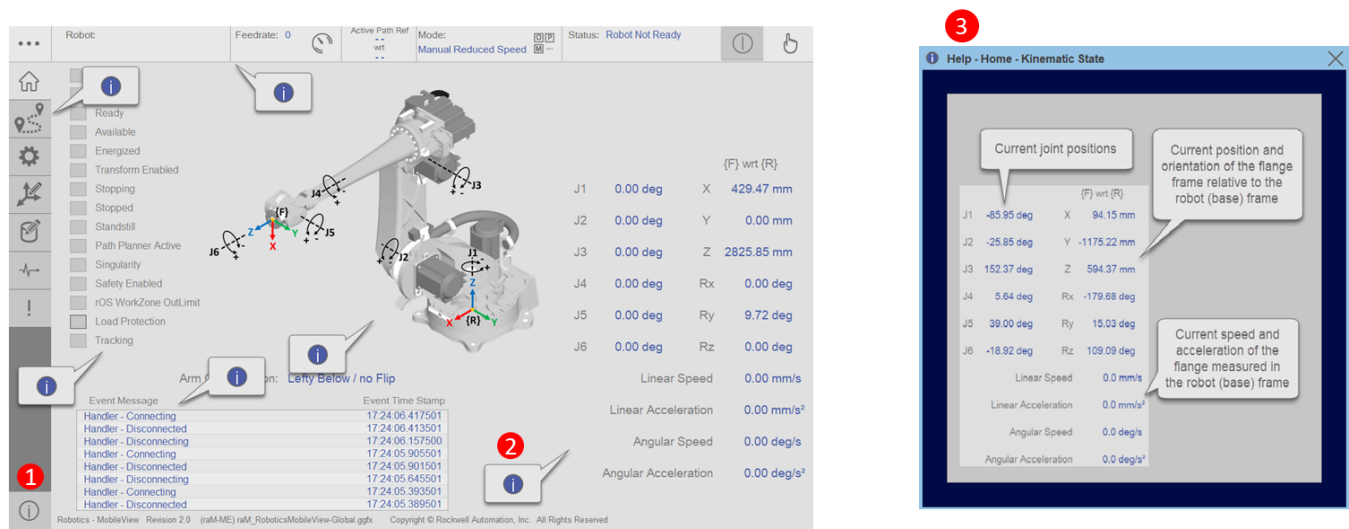 3
Robot:
Feedrate: 0
Active Path Ref
--
wrt
--
Mode:
Manual Reduced Speed
O P
M ...
Status: Robot Not Ready
Help - Home - Kinematic State
Ready
Available
Energized
Transform Enabled
Stopping
Stopped
Standstill
Path Planner Active
Singularity
Safety Enabled
rOS WorkZone OutLimit
Load Protection
Tracking
J4
J3
{F}
Z
Y
X
J5
J6
J2
J1
Z
X
{R}
Y
{F} wrt {R}
J1 0.00 deg X 429.47 mm
J2 0.00 deg Y 0.00 mm
J3 0.00 deg Z 2825.85 mm
J4 0.00 deg Rx 0.00 deg
J5 0.00 deg Ry 9.72 deg
J6 0.00 deg Rz 0.00 deg
Linear Speed 0.00 mm/s
Linear Acceleration 0.00 mm/s²
Angular Speed 0.00 deg/s
Angular Acceleration 0.00 deg/s²
Lefty Below / no Flip
Event Message Event Time Stamp
Handler - Connecting 17:24:06.417501
Handler - Disconnected 17:24:06.413501
Handler - Connecting 17:24:06.157500
Handler - Connecting 17:24:05.905501
Handler - Disconnected 17:24:05.901501
Handler - Disconnected 17:24:05.645501
Handler - Connecting 17:24:05.393501
Handler - Disconnected 17:24:05.389501
1
2
Robotics - MobileView Revision 2.0 (raM-ME) raM_RoboticsMobileView-Global.ggfx Copyright © Rockwell Automation, Inc. All Rights Reserved
Current joint positions
Current position and
orientation of the flange
frame relative to the
robot (base) frame
{F} wrt {R}
J1 -85.95 deg X 94.15 mm
J2 -25.85 deg Y -1175.22 mm
J3 152.37 deg Z 594.37 mm
J4 5.64 deg Rx -179.68 deg
J5 39.00 deg Ry 15.03 deg
J6 -18.92 deg Rz 109.09 deg
Linear Speed 0.0 mm/s
Linear Acceleration 0.0 mm/s²
Angular Speed 0.0 deg/s
Angular Acceleration 0.0 deg/s²
Current speed and
acceleration of the
flange measured in
the robot (base) frame